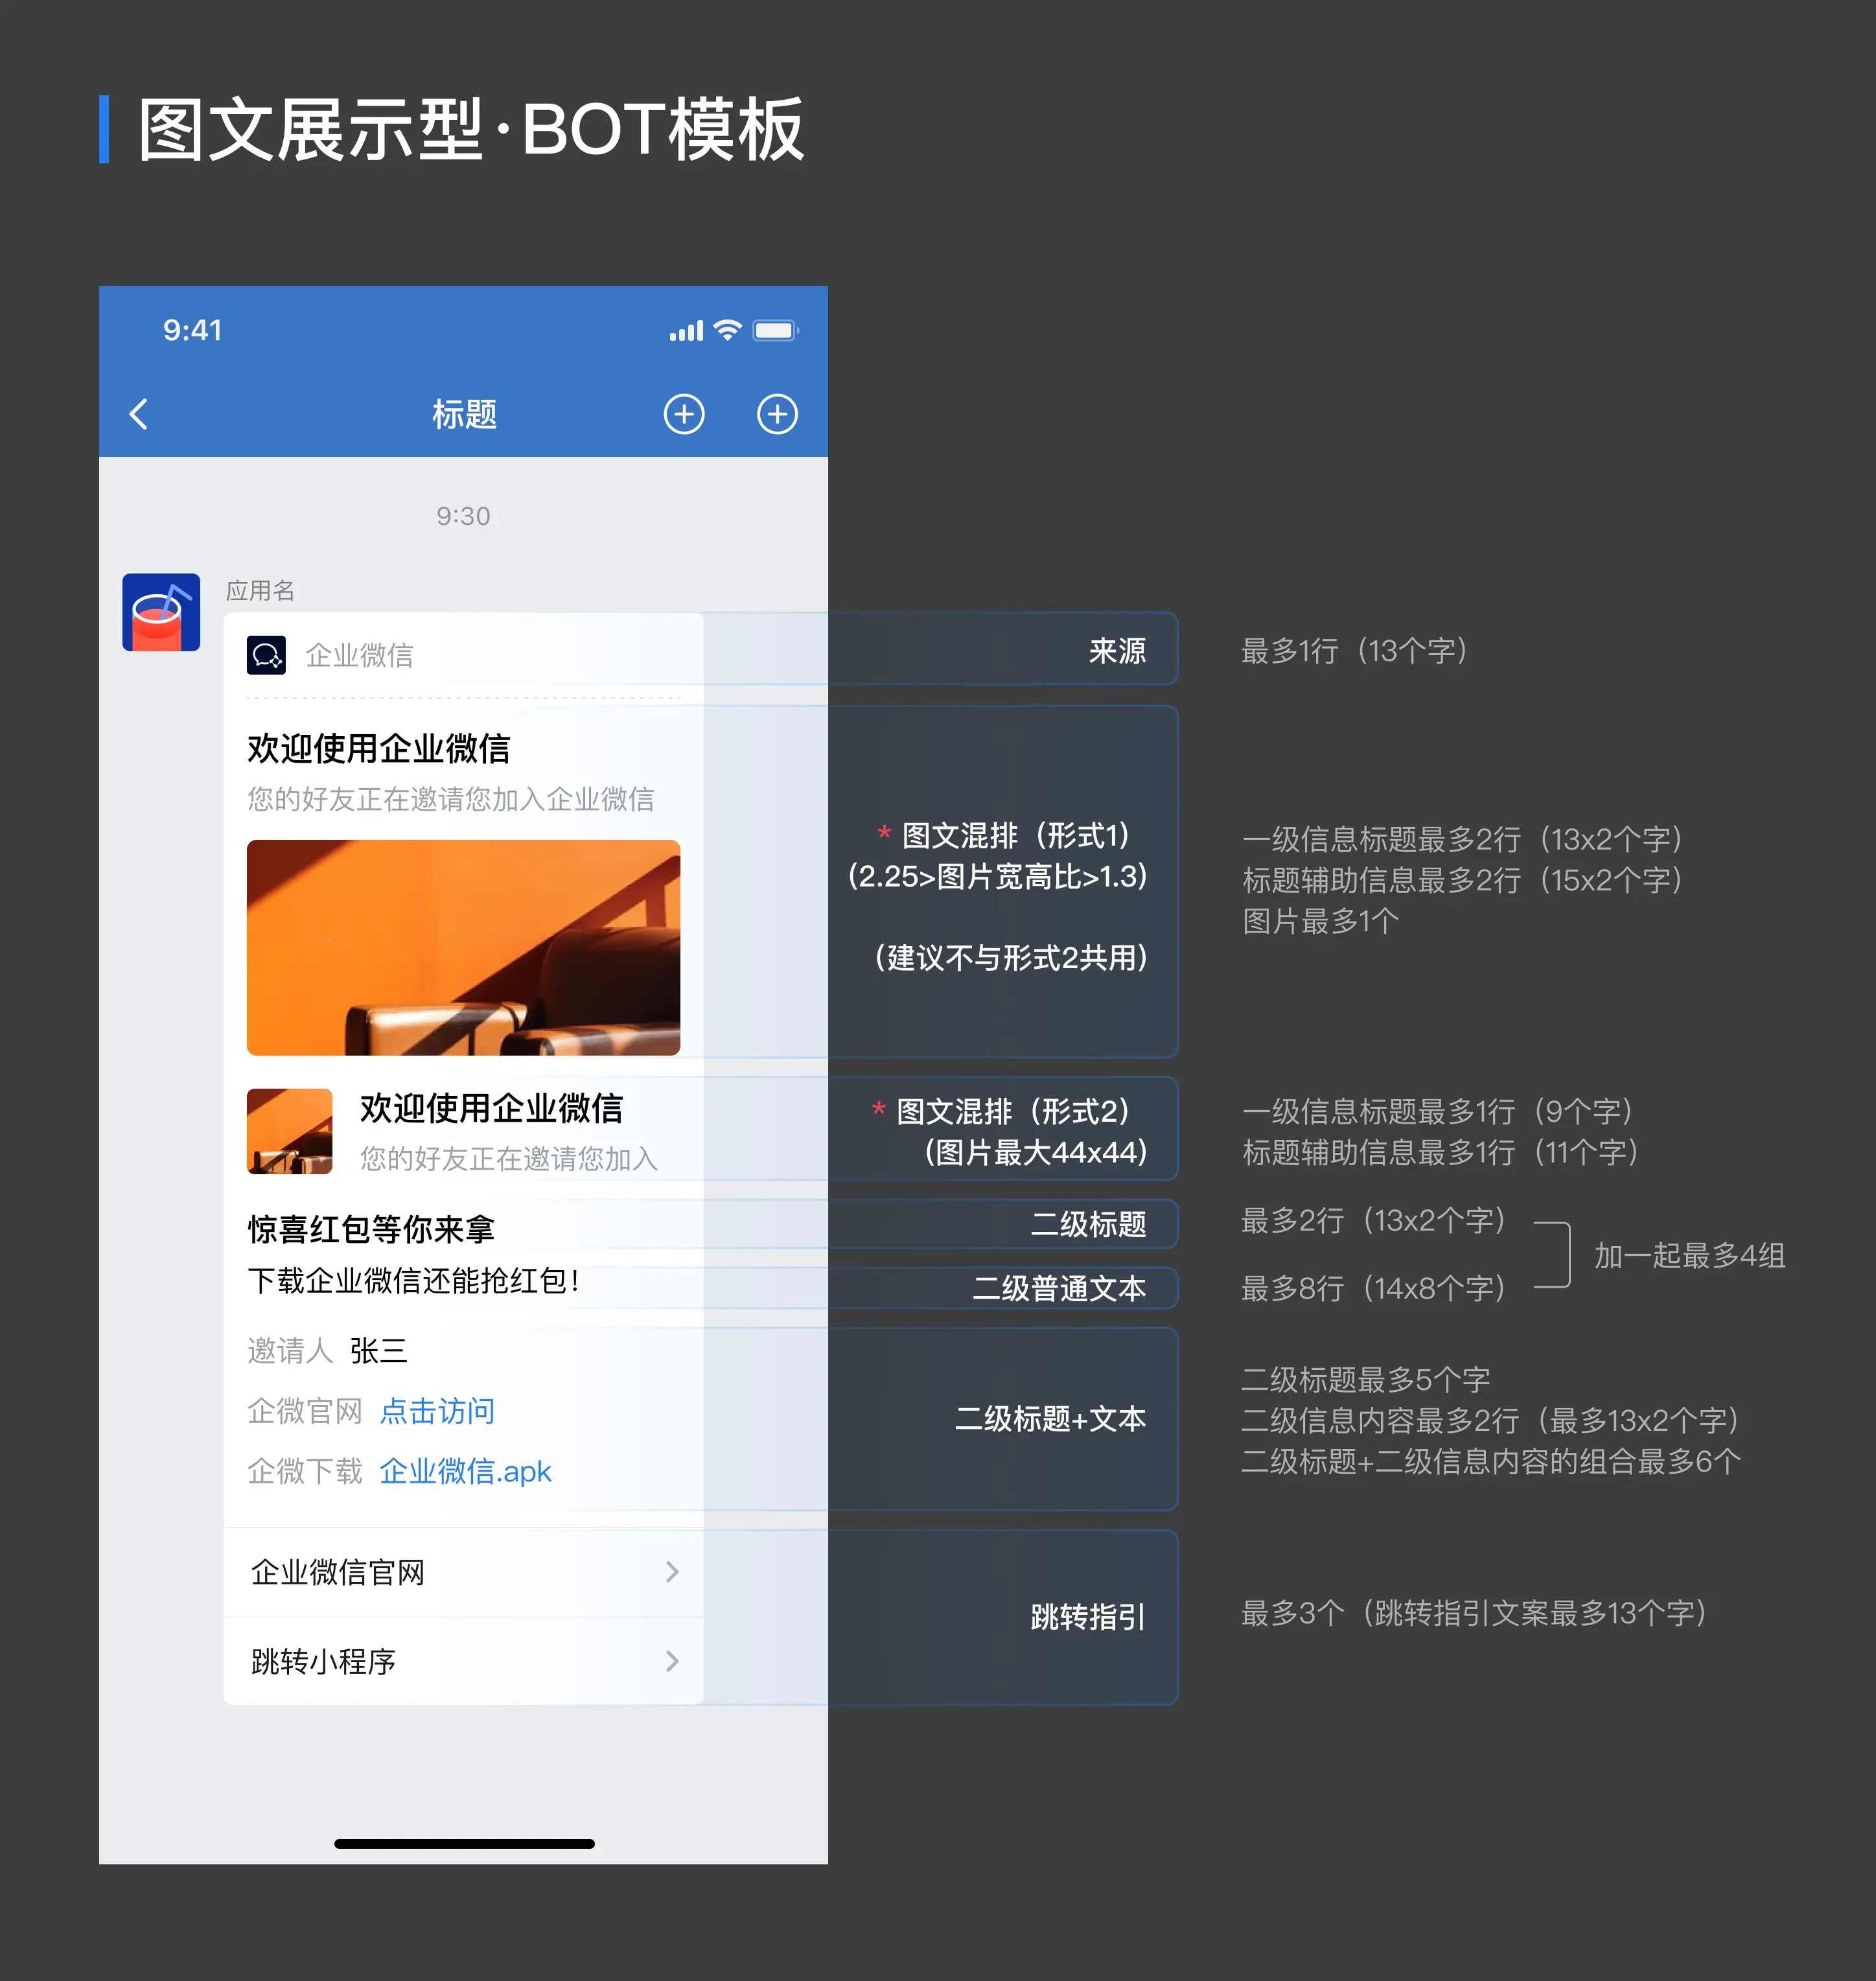 图文展示型·BOT模板
9:41
标题
9:30
应用名
企业微信
来源
最多1行（13个字）
欢迎使用企业微信
您的好友正在邀请您加入企业微信
* 图文混排（形式1）
（2.25>图片宽高比>1.3）
（建议不与形式2共用）
一级信息标题最多2行（13x2个字）
标题辅助信息最多2行（15x2个字）
图片最多1个
欢迎使用企业微信
您的好友正在邀请您加入
* 图文混排（形式2）
（图片最大44x44）
一级信息标题最多1行（9个字）
标题辅助信息最多1行（11个字）
惊喜红包等你来拿
二级标题
最多2行（13x2个字）
下载企业微信还能抢红包！
二级普通文本
最多8行（14x8个字）
加一起最多4组
邀请人 张三
企微官网 点击访问
企微下载 企业微信.apk
二级标题+文本
二级标题最多5个字
二级信息内容最多2行（最多13x2个字）
二级标题+二级信息内容的组合最多6个
企业微信官网
跳转小程序
跳转指引
最多3个（跳转指引文案最多13个字）